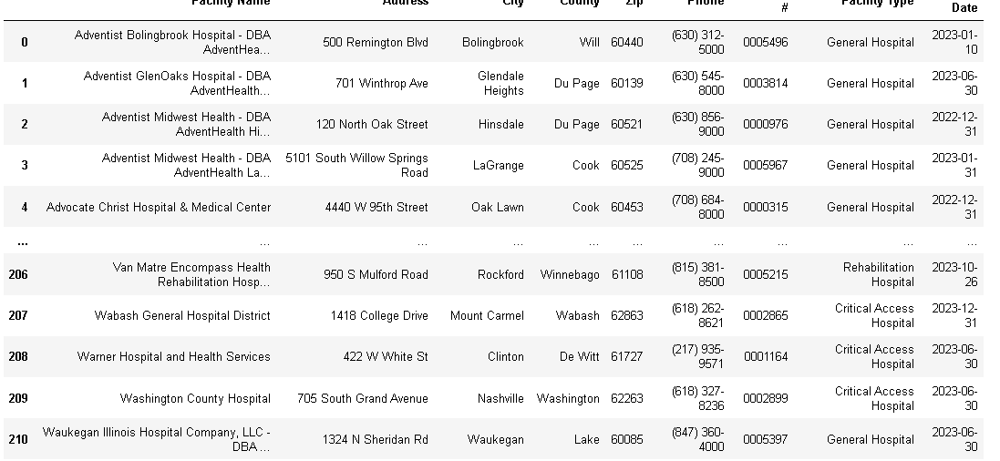 Facility Name Address City County Zip Phone # Facility Type Date
0 Adventist Bolingbrook Hospital - DBA AdventHea... 500 Remington Blvd Bolingbrook Will 60440 (630) 312-5000 0005496 General Hospital 2023-01-10
1 Adventist GlenOaks Hospital - DBA AdventHealth... 701 Winthrop Ave Glendale Heights Du Page 60139 (630) 545-8000 0003814 General Hospital 2023-06-30
2 Adventist Midwest Health - DBA AdventHealth Hi... 120 North Oak Street Hinsdale Du Page 60521 (630) 856-9000 0000976 General Hospital 2022-12-31
3 Adventist Midwest Health - DBA AdventHealth La... 5101 South Willow Springs Road LaGrange Cook 60525 (708) 245-9000 0005967 General Hospital 2023-01-31
4 Advocate Christ Hospital & Medical Center 4440 W 95th Street Oak Lawn Cook 60453 (708) 684-8000 0000315 General Hospital 2022-12-31
... ... ... ... ... ... ... ... ... ...
206 Van Matre Encompass Health Rehabilitation Hosp... 950 S Mulford Road Rockford Winnebago 61108 (815) 381-8500 0005215 Rehabilitation Hospital 2023-10-26
207 Wabash General Hospital District 1418 College Drive Mount Carmel Wabash 62863 (618) 262-8621 0002865 Critical Access Hospital 2023-12-31
208 Warner Hospital and Health Services 422 W White St Clinton De Witt 61727 (217) 935-9571 0001164 Critical Access Hospital 2023-06-30
209 Washington County Hospital 705 South Grand Avenue Nashville Washington 62263 (618) 327-8236 0002899 Critical Access Hospital 2023-06-30
210 Waukegan Illinois Hospital Company, LLC - DBA ... 1324 N Sheridan Rd Waukegan Lake 60085 (847) 360-4000 0005397 General Hospital 2023-06-30